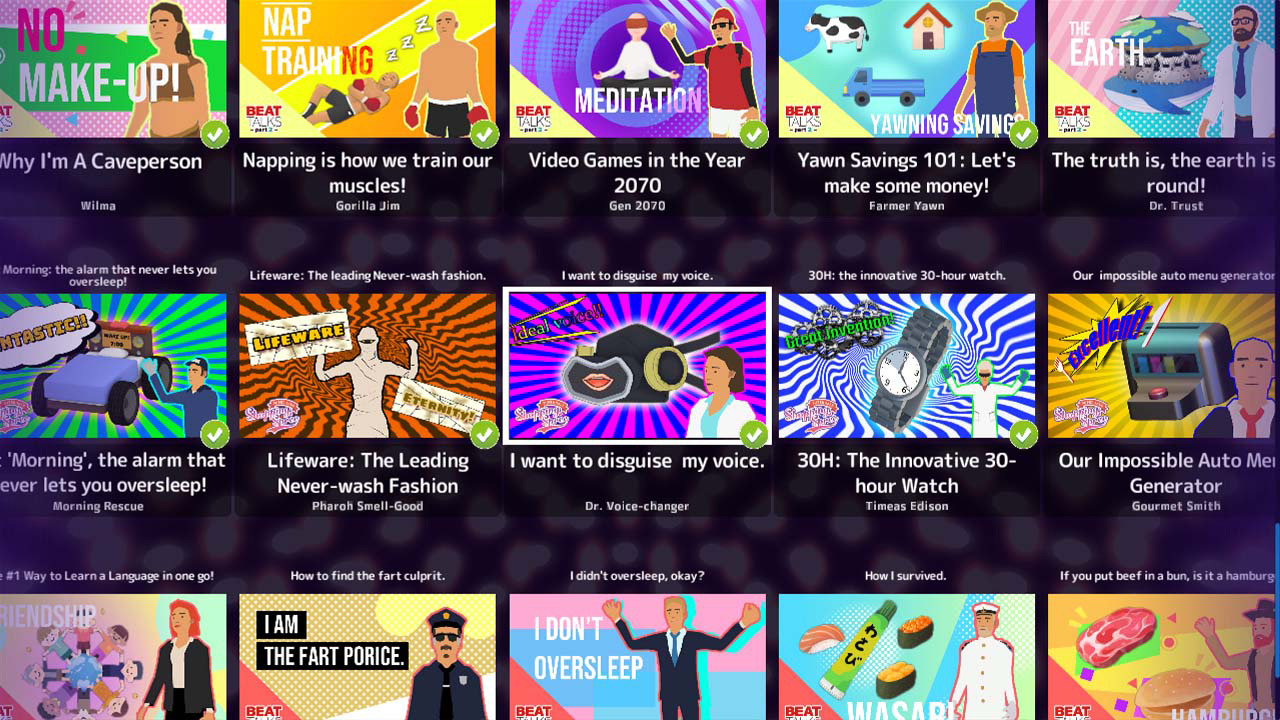 NO
MAKE-UP!
Why I'm A Caveperson
Wilma
NAP
TRAINING
Z Z Z
BEAT
TALKS
- part 2 -
Napping is how we train our
muscles!
Gorilla Jim
MEDITATION
BEAT
TALKS
- part 2 -
Video Games in the Year
2070
Gen 2070
YAWNING SAVING
BEAT
TALKS
- part 2 -
Yawn Savings 101: Let's
make some money!
Farmer Yawn
THE
EARTH
BEAT
TALKS
- part 2 -
The truth is, the earth is
round!
Dr. Trust
Morning: the alarm that never lets you
oversleep!
NTASTIC!!
WAKE UP!
7:00
'Morning', the alarm that
ever lets you oversleep!
Morning Rescue
Lifeware: The leading Never-wash fashion.
LIFEWARE
ETERNITY!
Lifeware: The Leading
Never-wash Fashion
Pharoh Smell-Good
I want to disguise my voice.
Ideal voice!!
I want to disguise my voice.
Dr. Voice-changer
30H: the innovative 30-hour watch.
Great Invention!
30H: The Innovative 30-
hour Watch
Timeas Edison
Our impossible auto menu generator
Excellent!
Our Impossible Auto Me
Generator
Gourmet Smith
#1 Way to Learn a Language in one go!
RIENDSHIP
How to find the fart culprit.
I AM
THE FART PORICE.
BEAT
I didn't oversleep, okay?
I DON'T
OVERSLEEP
BEAT
How I survived.
わさび
WASABI
BEAT
If you put beef in a bun, is it a hamburg
HAMBURG
BEAT